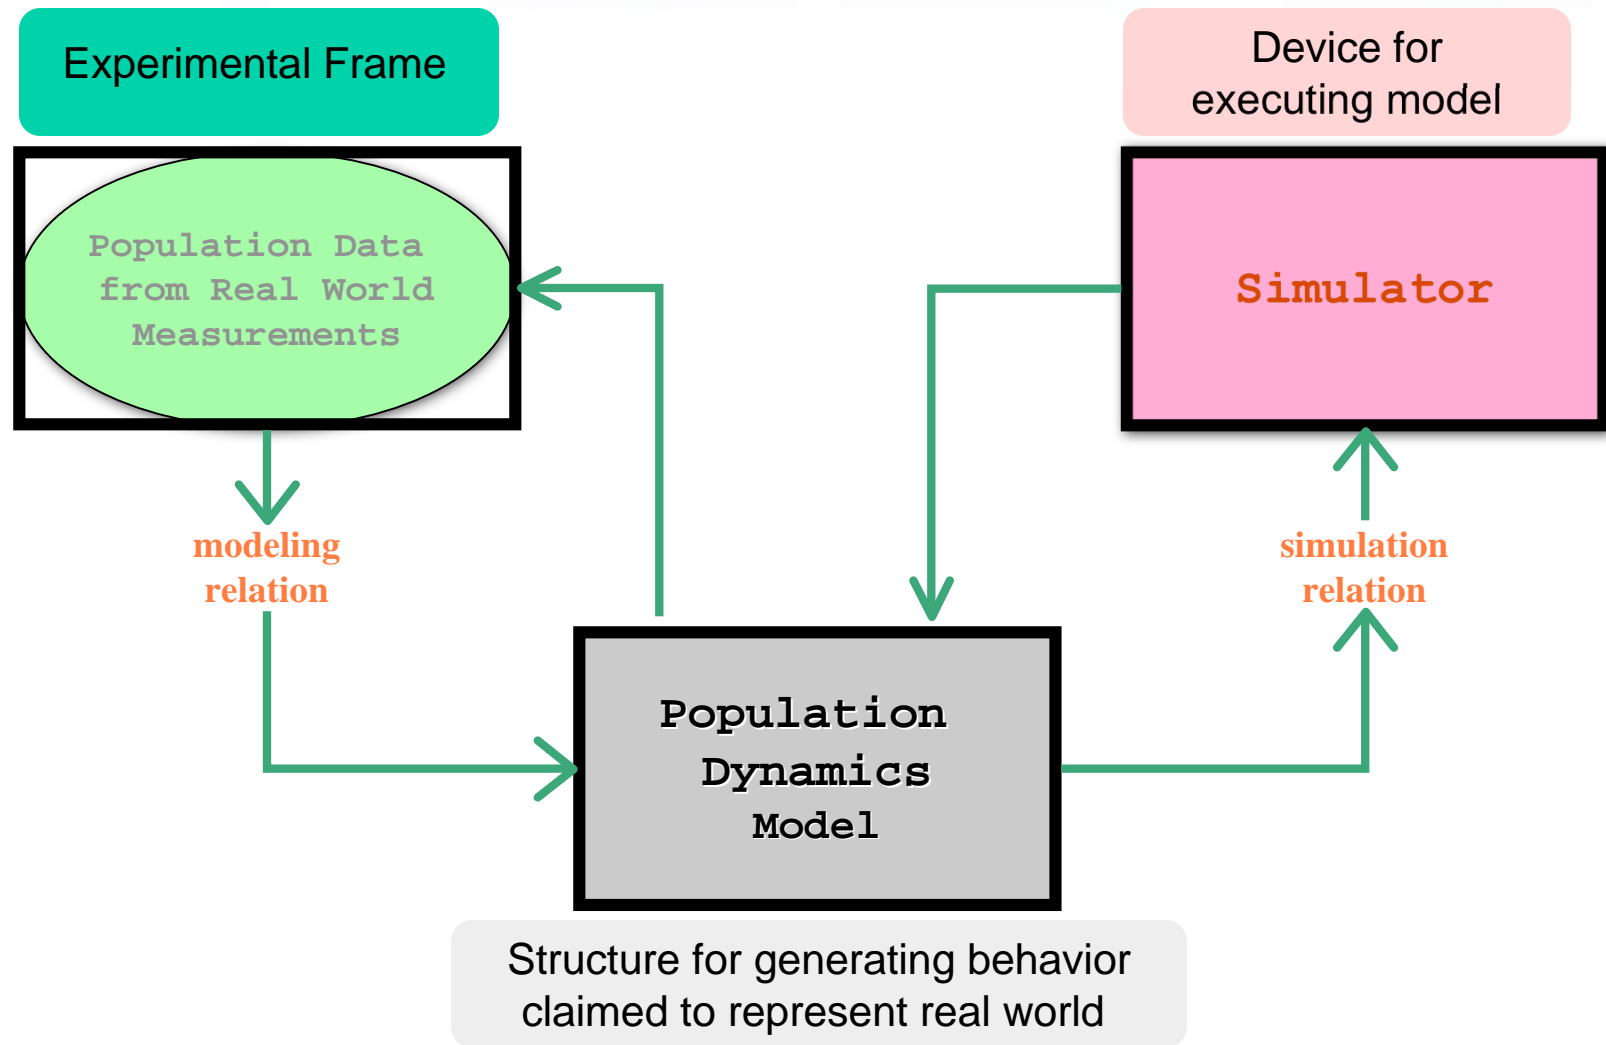 Experimental Frame
Device for
executing model
Population Data
from Real World
Measurements
Simulator
modeling
relation
simulation
relation
Population
Dynamics
Model
Structure for generating behavior
claimed to represent real world